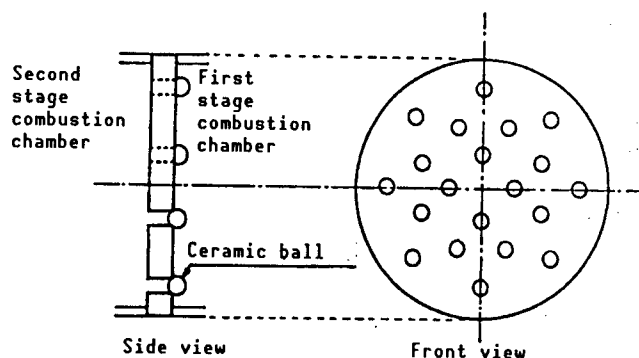 Second
stage
combustion
chamber
First
stage
combustion
chamber
Ceramic ball
Side view
Front view